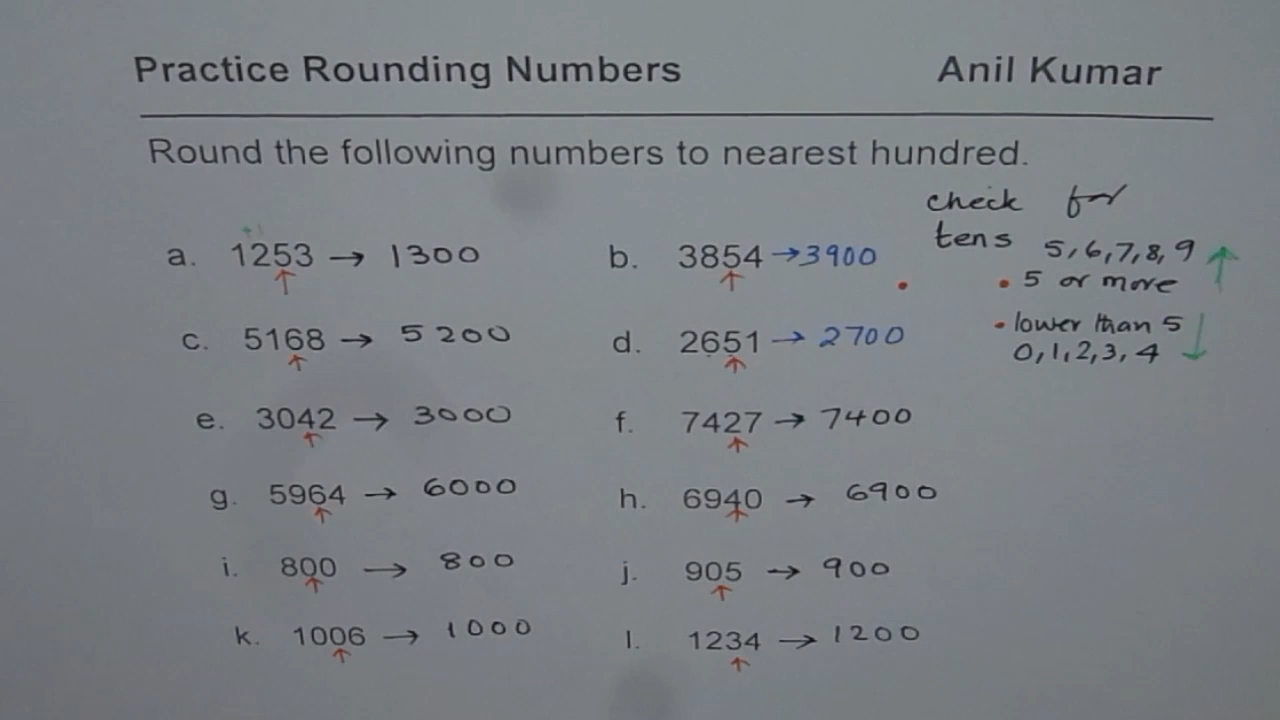 Practice Rounding Numbers Anil Kumar
Round the following numbers to nearest hundred.
check for
tens 5,6,7,8,9 ↑
• 5 or more
• lower than 5 ↓
0,1,2,3,4
a. 1253 → 1300 b. 3854 → 3900
c. 5168 → 5200 d. 2651 → 2700
e. 3042 → 3000 f. 7427 → 7400
g. 5964 → 6000 h. 6940 → 6900
i. 800 → 800 j. 905 → 900
k. 1006 → 1000 l. 1234 → 1200